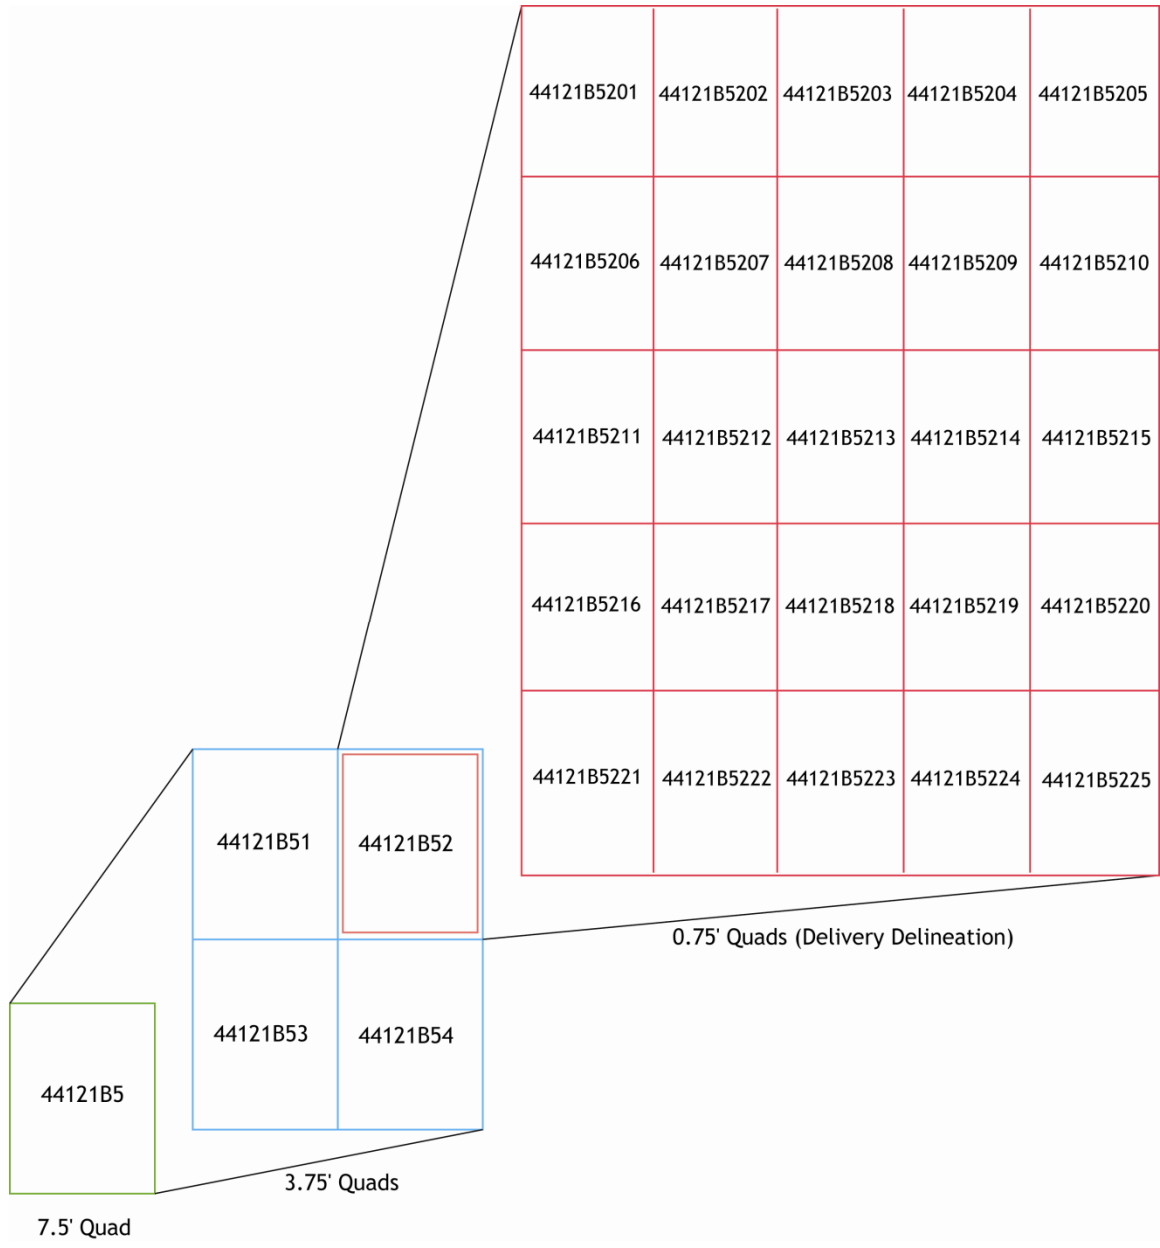 44121B5201 44121B5202 44121B5203 44121B5204 44121B5205
44121B5206 44121B5207 44121B5208 44121B5209 44121B5210
44121B5211 44121B5212 44121B5213 44121B5214 44121B5215
44121B5216 44121B5217 44121B5218 44121B5219 44121B5220
44121B5221 44121B5222 44121B5223 44121B5224 44121B5225
0.75' Quads (Delivery Delineation)
44121B51 44121B52
44121B53 44121B54
3.75' Quads
44121B5
7.5' Quad